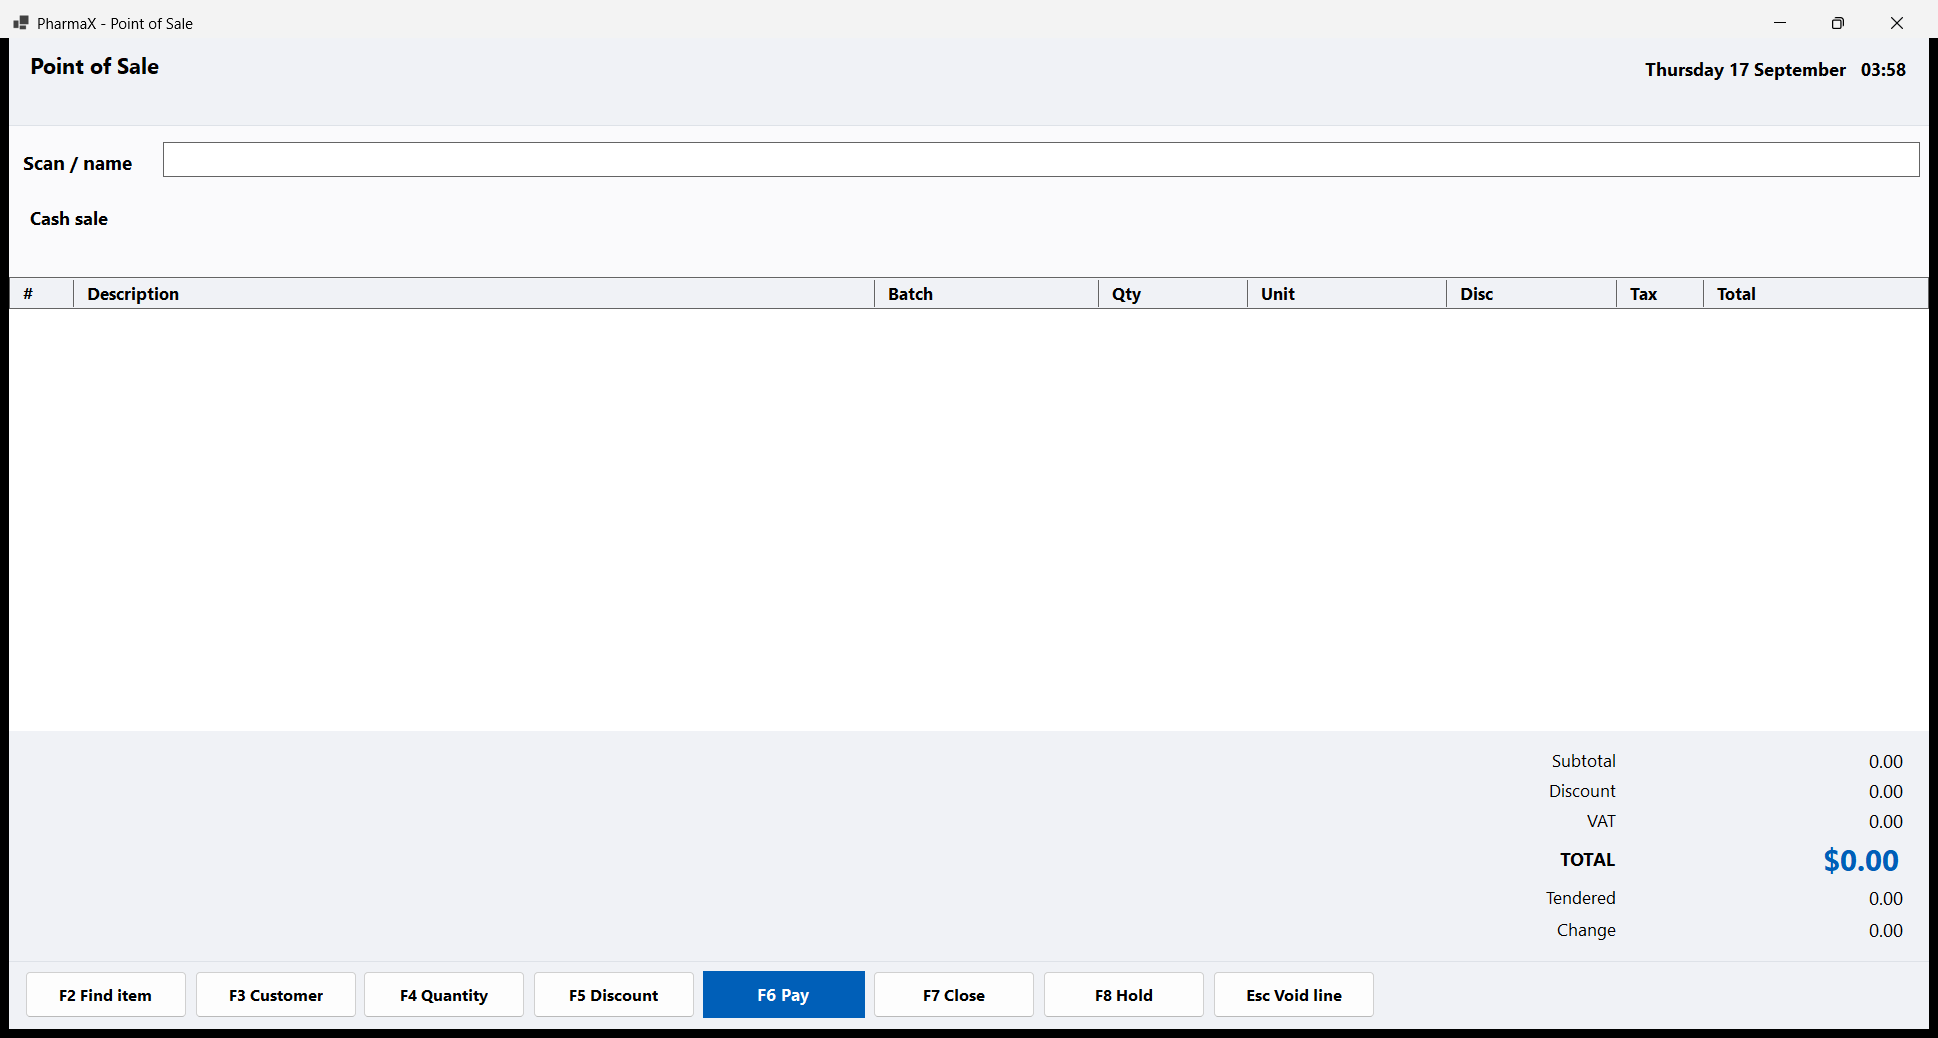 PharmaX - Point of Sale
Point of Sale
Thursday 17 September 03:58
Scan / name
Cash sale
# Description Batch Qty Unit Disc Tax Total
Subtotal 0.00
Discount 0.00
VAT 0.00
TOTAL $0.00
Tendered 0.00
Change 0.00
F2 Find item F3 Customer F4 Quantity F5 Discount F6 Pay F7 Close F8 Hold Esc Void line